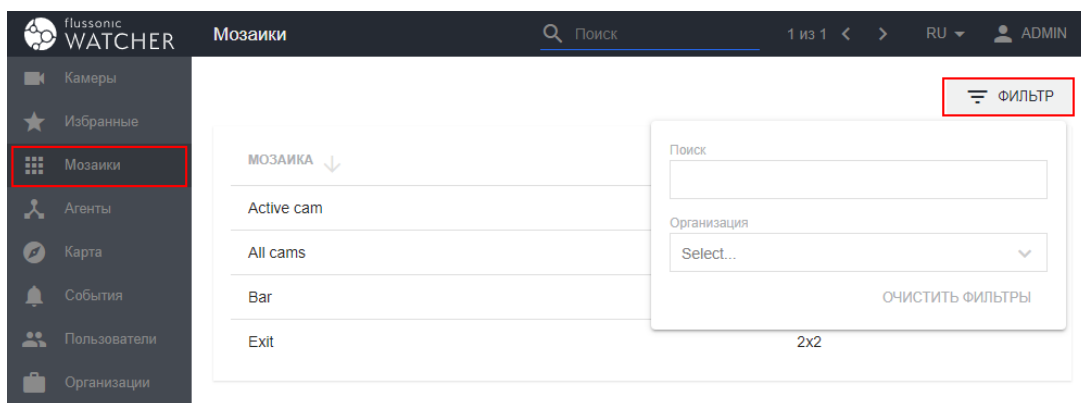 flussonic
WATCHER
Мозаики
Поиск
1 из 1
RU
ADMIN
Камеры
Избранные
Мозаики
Агенты
Карта
События
Пользователи
Организации
ФИЛЬТР
МОЗАИКА
Active cam
All cams
Bar
Exit
2x2
Поиск
Организация
Select...
ОЧИСТИТЬ ФИЛЬТРЫ